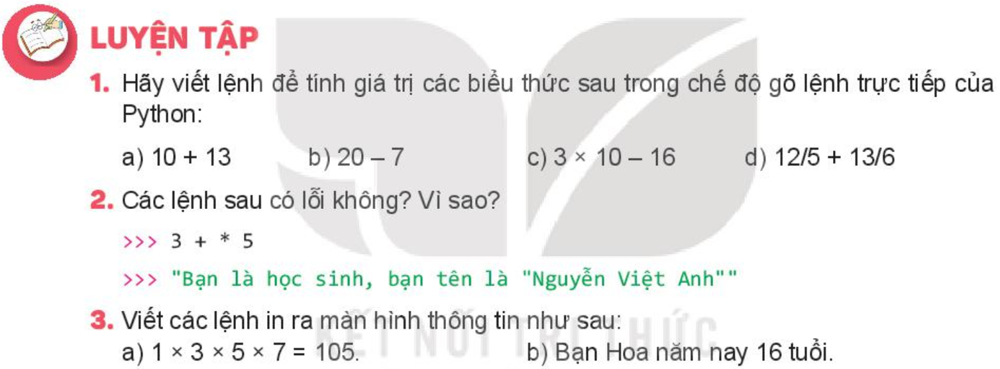 LUYỆN TẬP
1. Hãy viết lệnh để tính giá trị các biểu thức sau trong chế độ gõ lệnh trực tiếp của
Python:
a) 10 + 13 b) 20 – 7 c) 3 × 10 – 16 d) 12/5 + 13/6
2. Các lệnh sau có lỗi không? Vì sao?
>>> 3 + * 5
>>> "Bạn là học sinh, bạn tên là "Nguyễn Việt Anh""
KẾT NỐI TRI THỨC
3. Viết các lệnh in ra màn hình thông tin như sau:
a) 1 × 3 × 5 × 7 = 105. b) Bạn Hoa năm nay 16 tuổi.